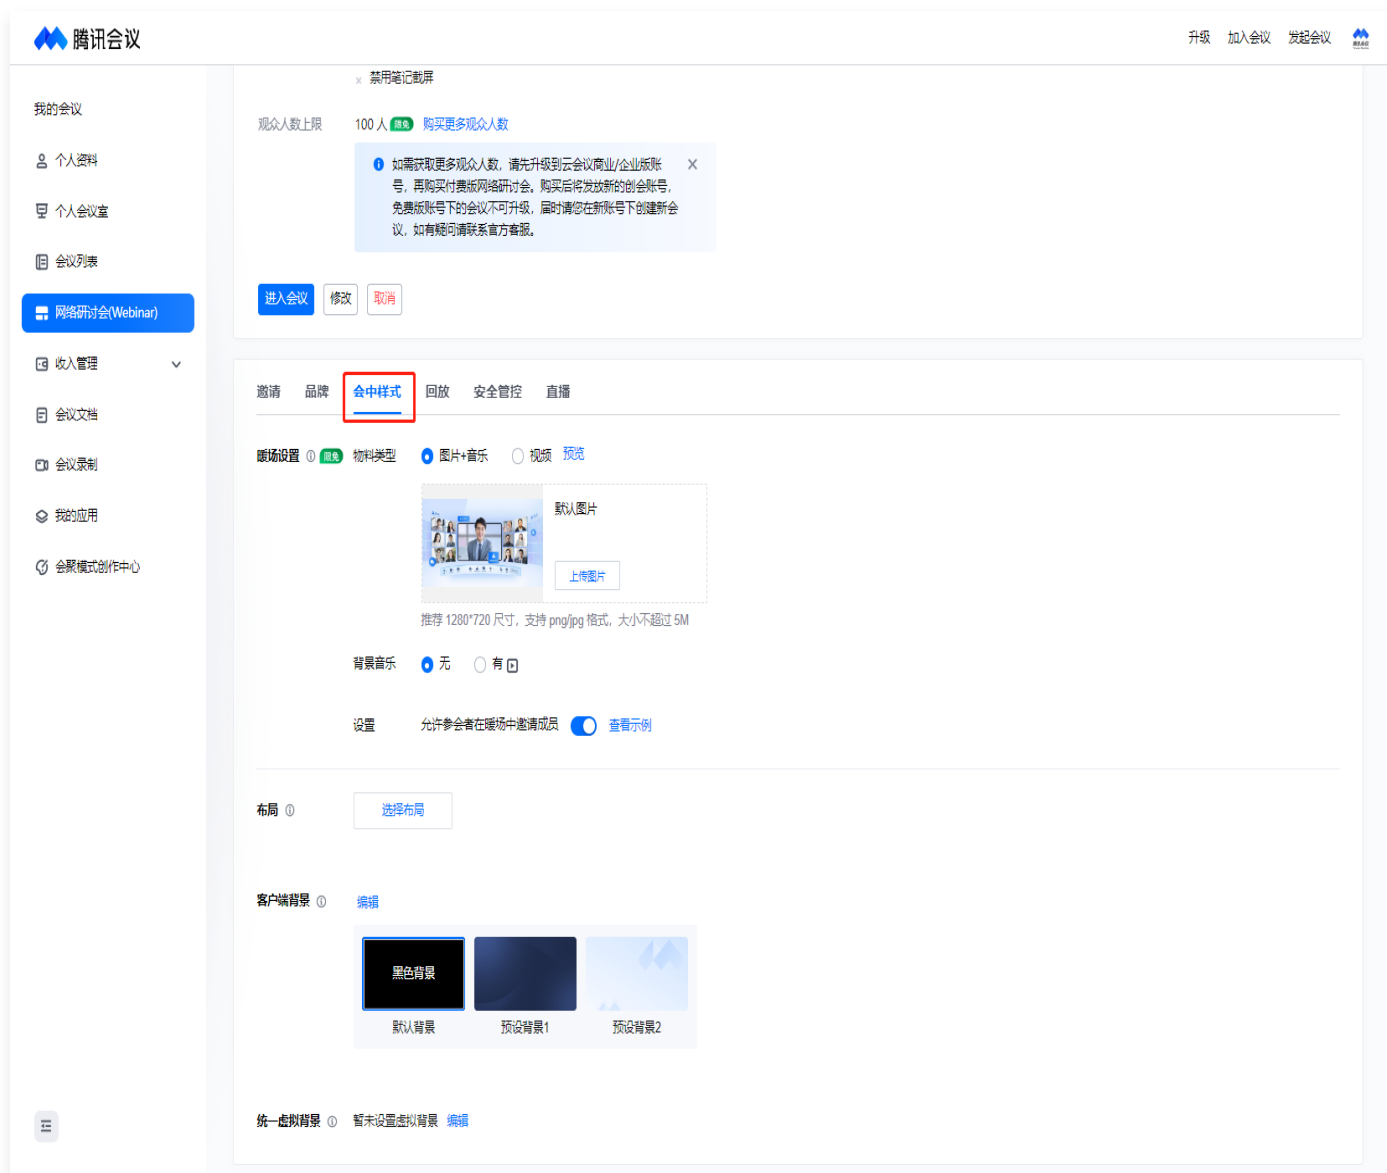 腾讯会议
升级 加入会议 发起会议
我的会议
个人资料
个人会议室
会议列表
网络研讨会(Webinar)
收入管理
会议文档
会议录制
我的应用
会聚模式创作中心
× 禁用笔记截屏
观众人数上限 100 人 限免 购买更多观众人数
如需获取更多观众人数，请先升级到云会议商业/企业版账
号，再购买付费版网络研讨会。购买后将发放新的创会账号，
免费版账号下的会议不可升级，届时请您在新账号下创建新会
议，如有疑问请联系官方客服。
进入会议 修改 取消
邀请 品牌 会中样式 回放 安全管控 直播
暖场设置 限免 物料类型 图片+音乐 视频 预览
默认图片
上传图片
推荐 1280*720 尺寸，支持 png/jpg 格式，大小不超过 5M
背景音乐 无 有
设置 允许参会者在暖场中邀请成员 查看示例
布局 选择布局
客户端背景 编辑
黑色背景
默认背景 预设背景1 预设背景2
统一虚拟背景 暂未设置虚拟背景 编辑